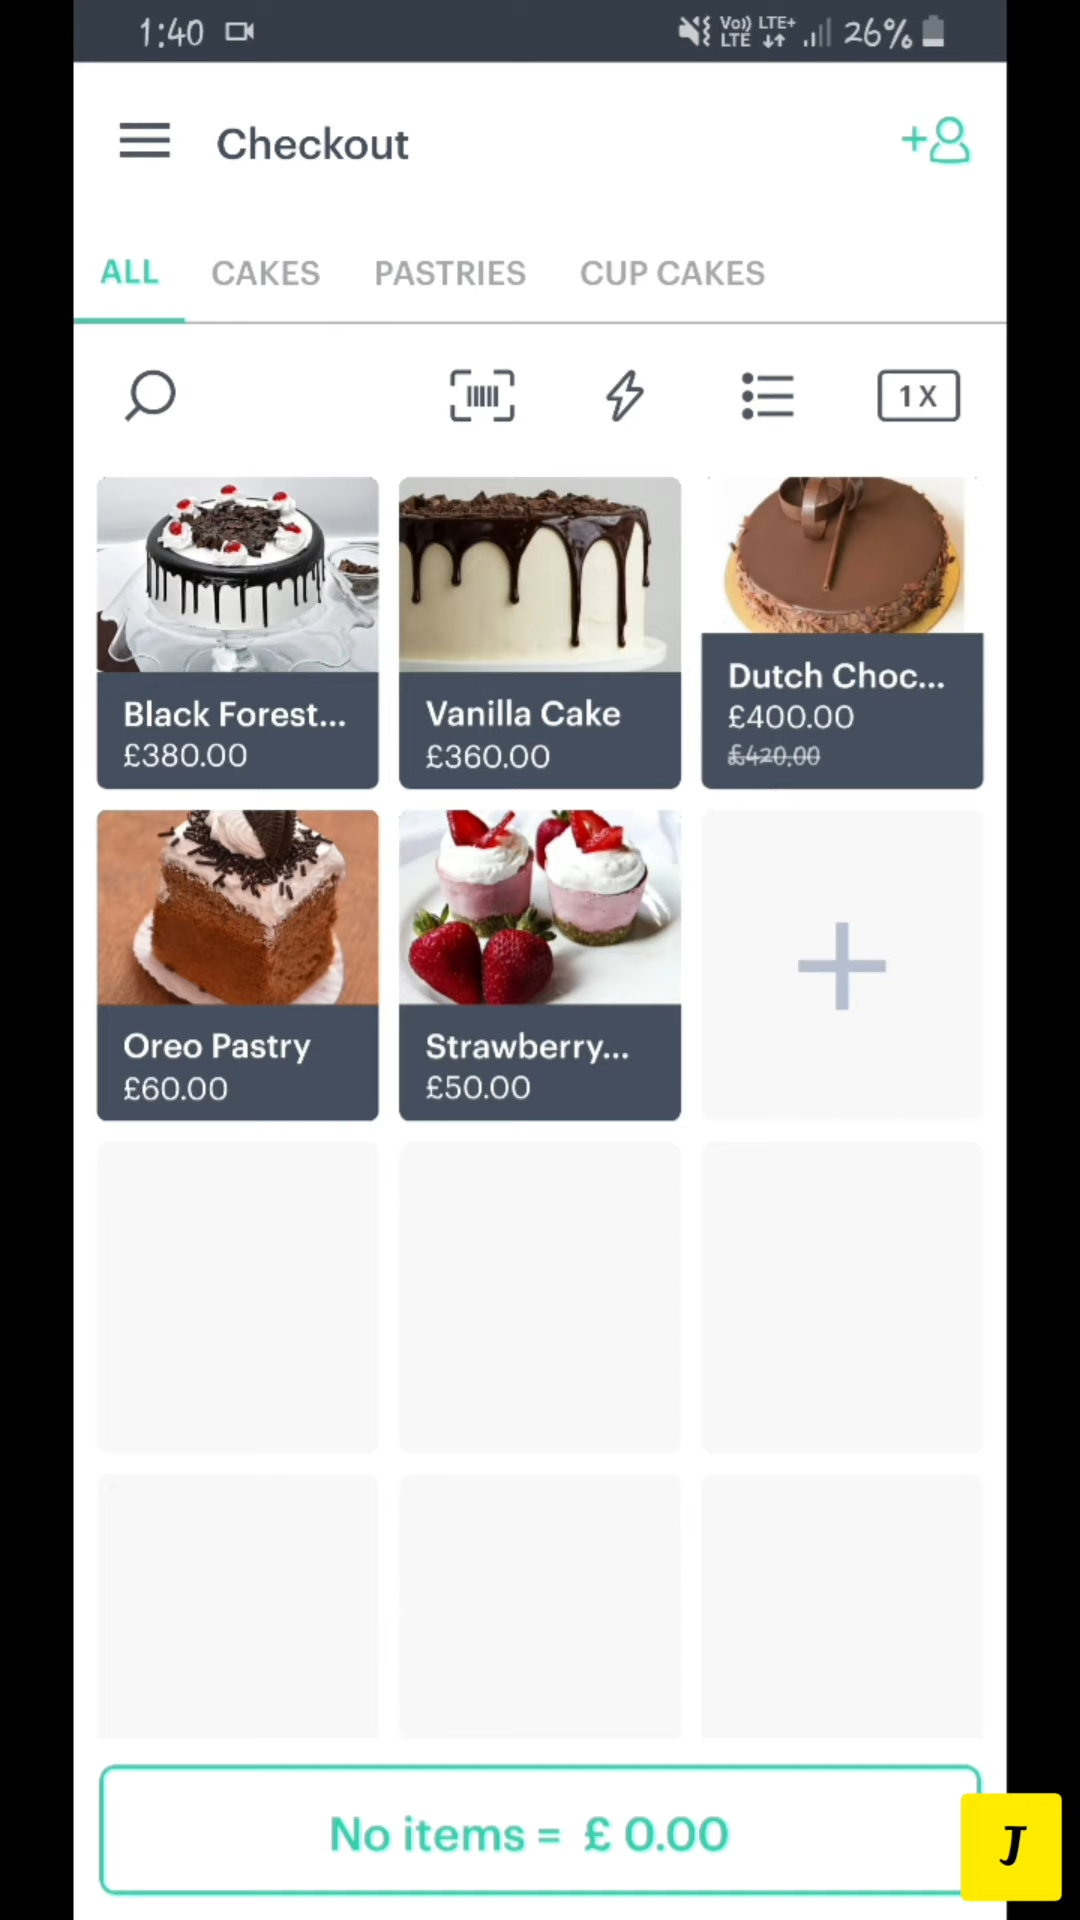 1:40 Vo)) LTE LTE+ 26%
Checkout
ALL CAKES PASTRIES CUP CAKES
1 X
Black Forest...
£380.00
Vanilla Cake
£360.00
Dutch Choc...
£400.00
£420.00
Oreo Pastry
£60.00
Strawberry...
£50.00
No items = £ 0.00
J